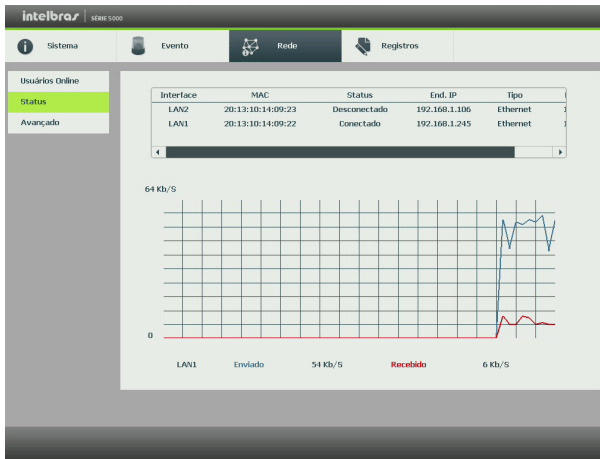 intelbras SÉRIE 5000
Sistema Evento Rede Registros
Usuários Online
Status
Avançado
Interface MAC Status End. IP Tipo
LAN2 20:13:10:14:09:23 Desconectado 192.168.1.106 Ethernet
LAN1 20:13:10:14:09:22 Conectado 192.168.1.245 Ethernet
64 Kb/S
0
LAN1 Enviado 54 Kb/S Recebido 6 Kb/S